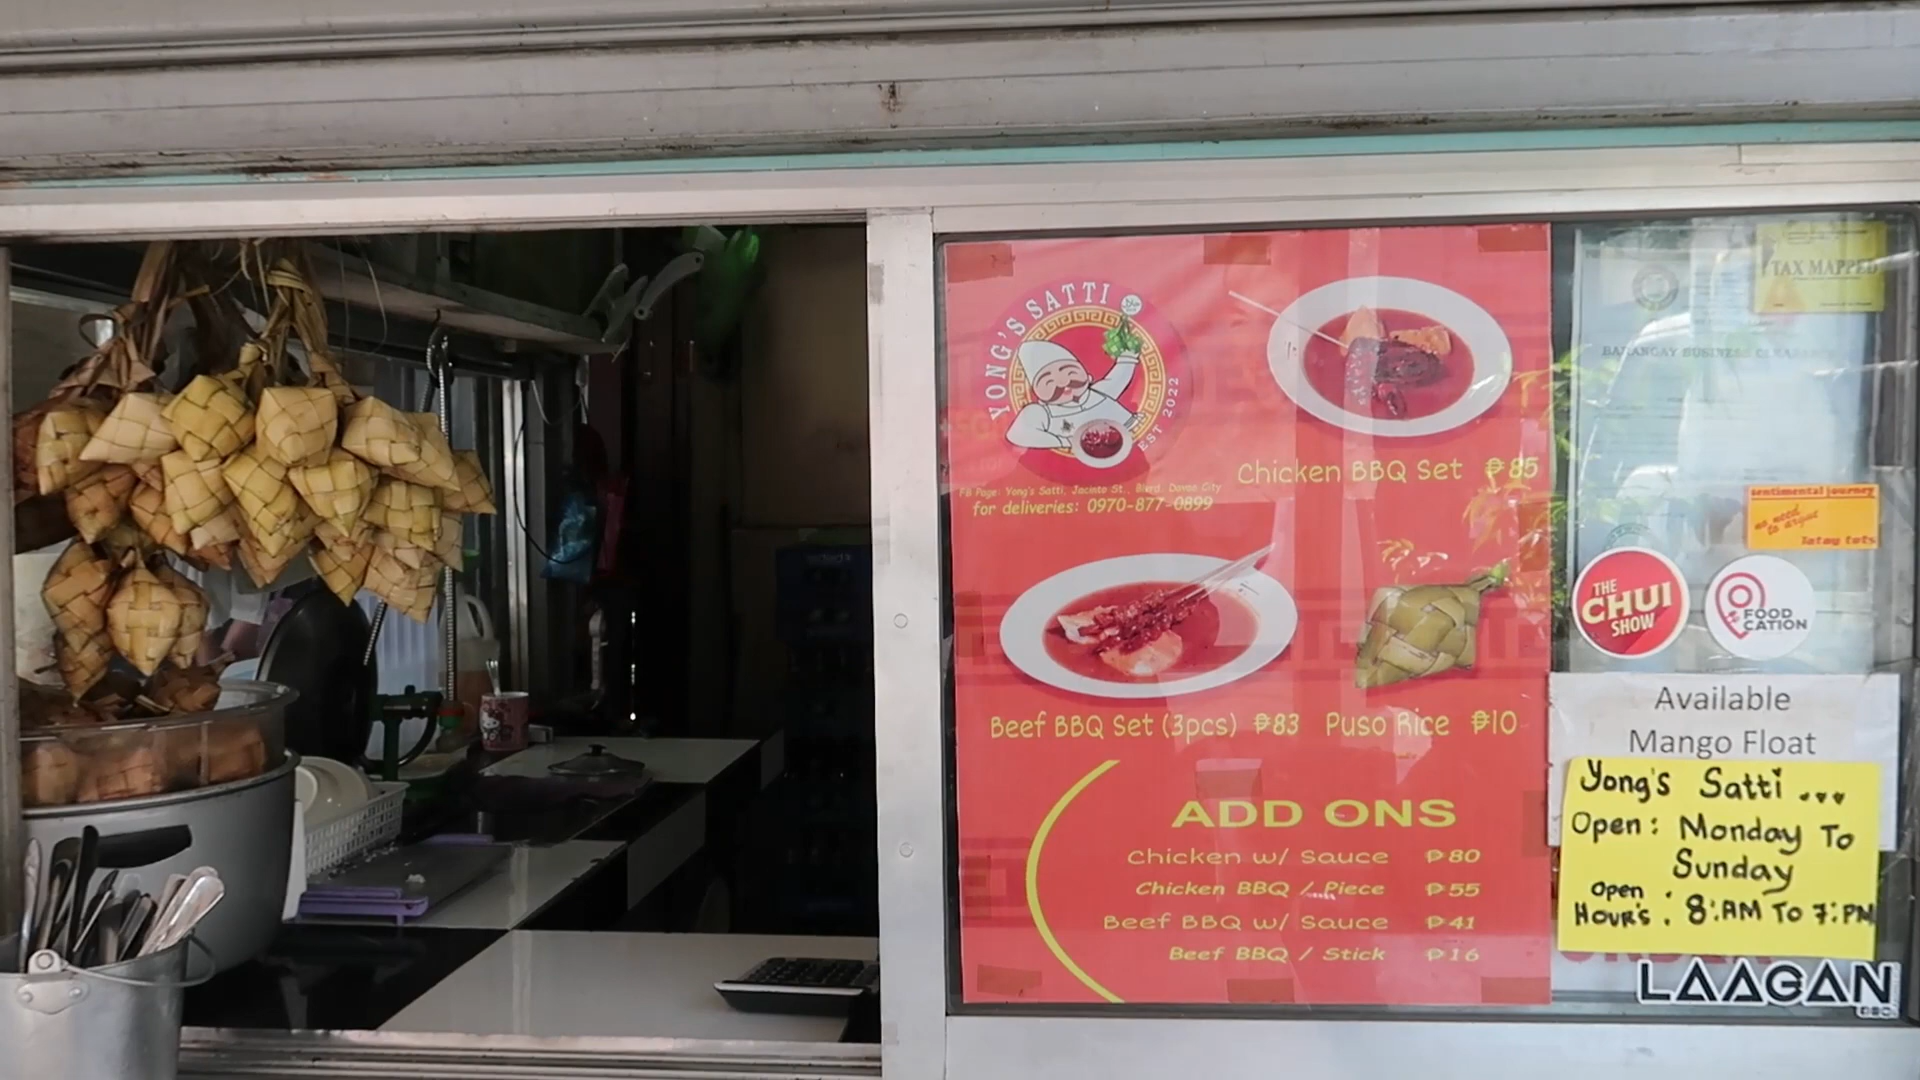 YONG'S SATTI
EST 2022
FB Page: Yong's Satti, Jacinto St., Blvrd. Davao City
for deliveries: 0970-877-0899
Chicken BBQ Set ₱85
Beef BBQ Set (3pcs) ₱83
Puso Rice ₱10
ADD ONS
Chicken w/ Sauce ₱80
Chicken BBQ / Piece ₱55
Beef BBQ w/ Sauce ₱41
Beef BBQ / Stick ₱16
TAX MAPPED
BARANGAY BUSINESS CLEARANCE
sentimental journey
no need
to argue
Tatay Tots
THE
CHUI
SHOW
FOOD
CATION
Available
Mango Float
Yong's Satti ...
Open: Monday To
Sunday
Open
Hour's: 8:AM To 7:PM
LAAGAN